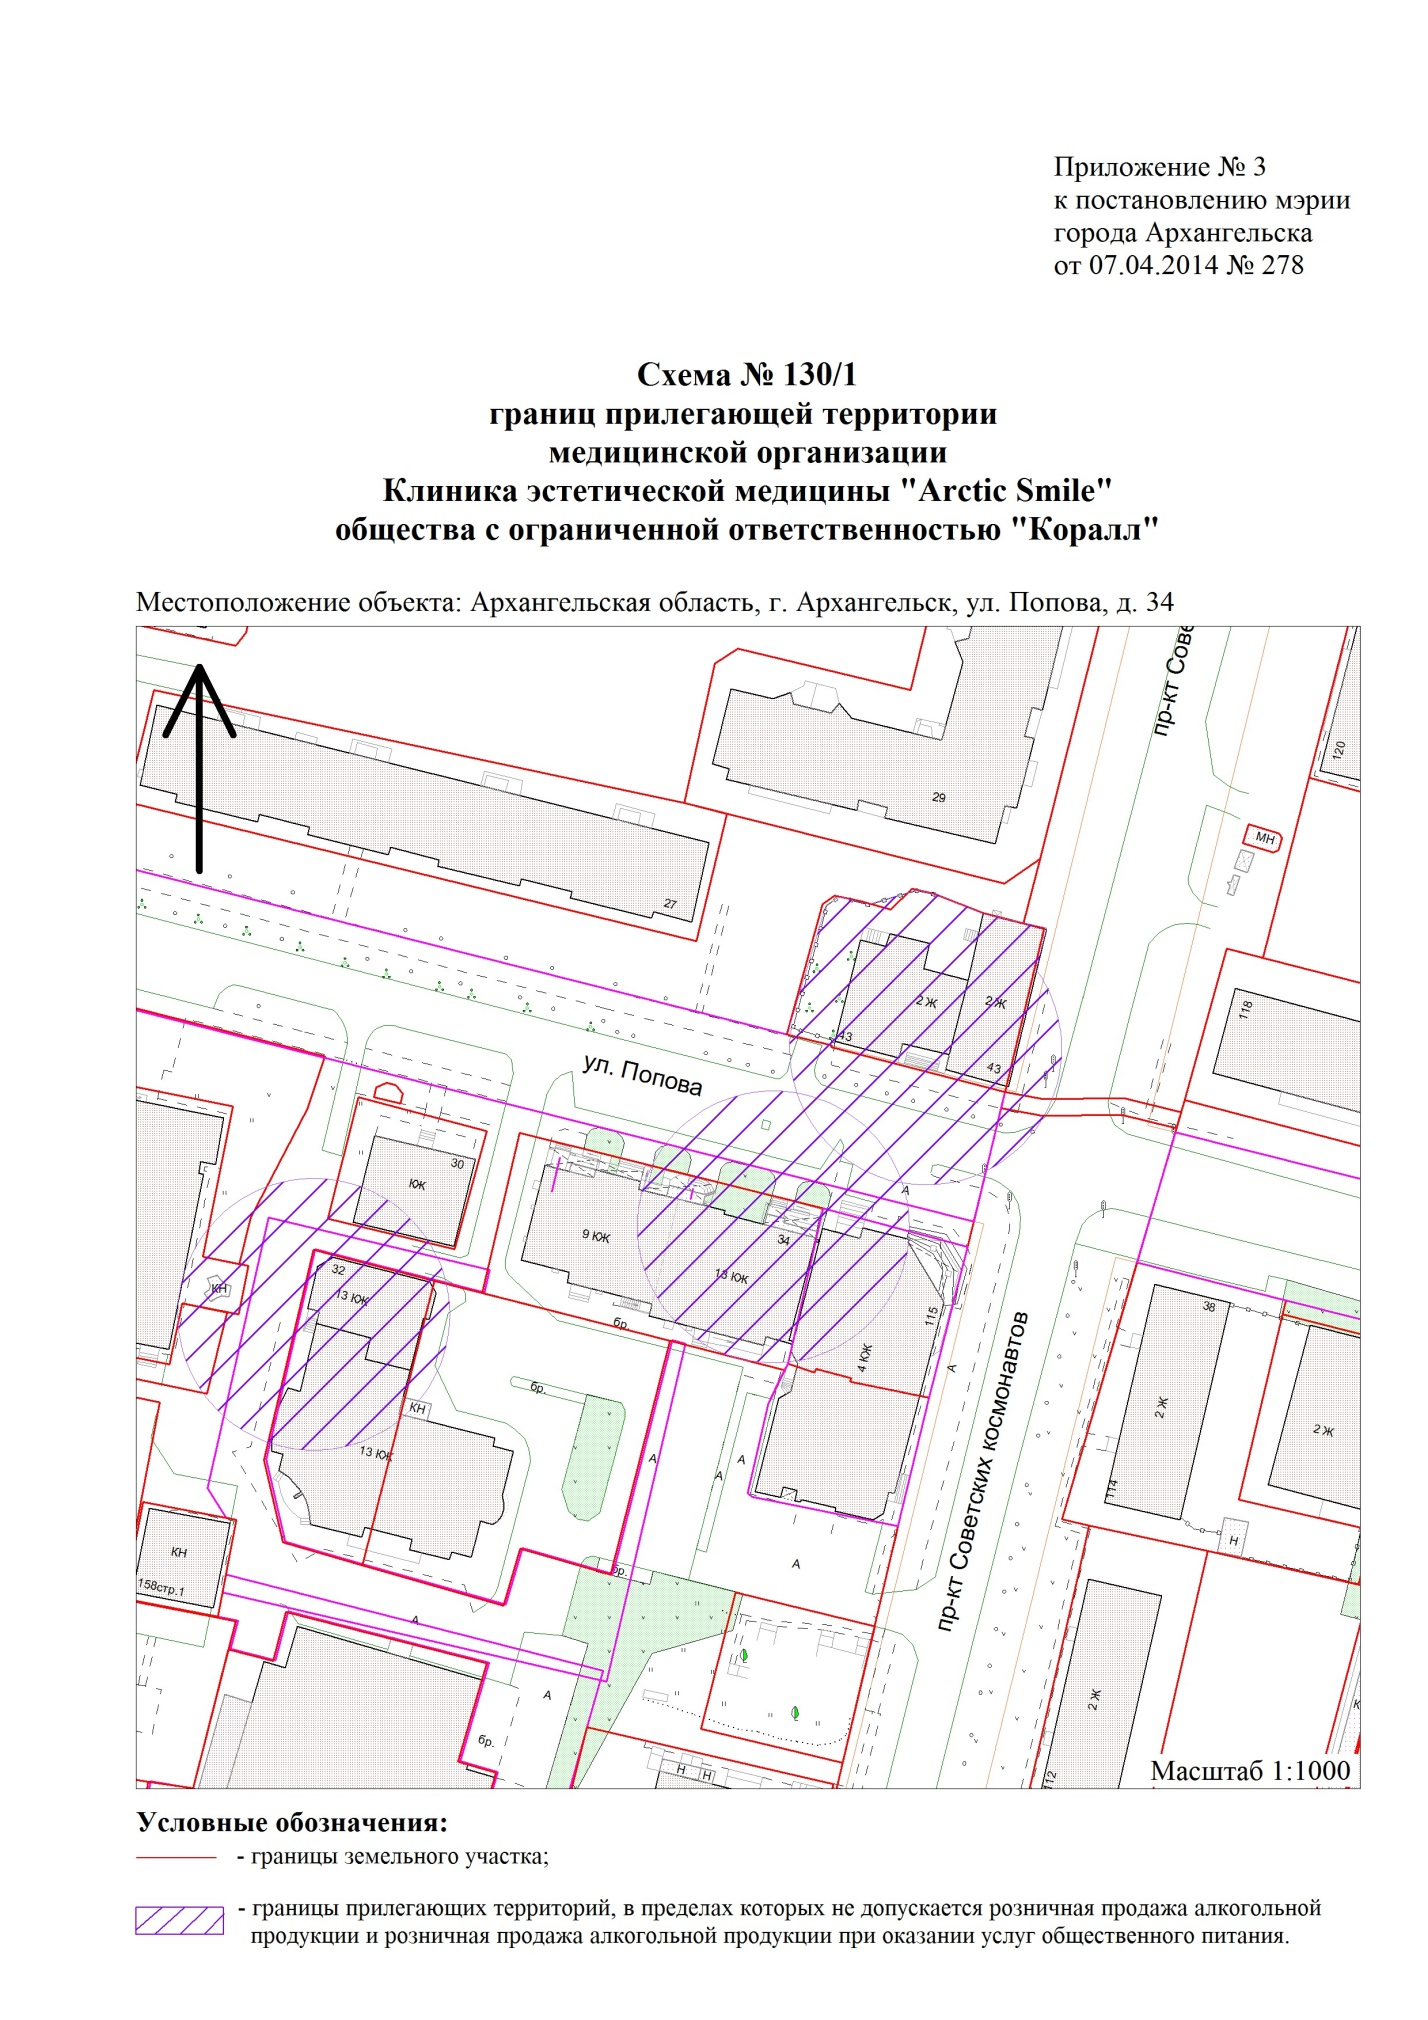 Приложение № 3
к постановлению мэрии
города Архангельска
от 07.04.2014 № 278
Схема № 130/1
границ прилегающей территории
медицинской организации
Клиника эстетической медицины "Arctic Smile"
общества с ограниченной ответственностью "Коралл"
Местоположение объекта: Архангельская область, г. Архангельск, ул. Попова, д. 34
пр-кт Сове
120
29
МН
27
118
2 Ж
2 Ж
43
43
ул. Попова
30
КЖ
А
9 КЖ
34
13 КЖ
32
13 КЖ
КН
бр.
115
4 КЖ
А
38
2 Ж
2 Ж
114
бр.
КН
13 КЖ
А
А
А
пр-кт Советских космонавтов
Н
КН
158стр.1
А
бр.
А
А
бр.
2 Ж
112
Н
Н
К
Масштаб 1:1000
Условные обозначения:
- границы земельного участка;
- границы прилегающих территорий, в пределах которых не допускается розничная продажа алкогольной
продукции и розничная продажа алкогольной продукции при оказании услуг общественного питания.